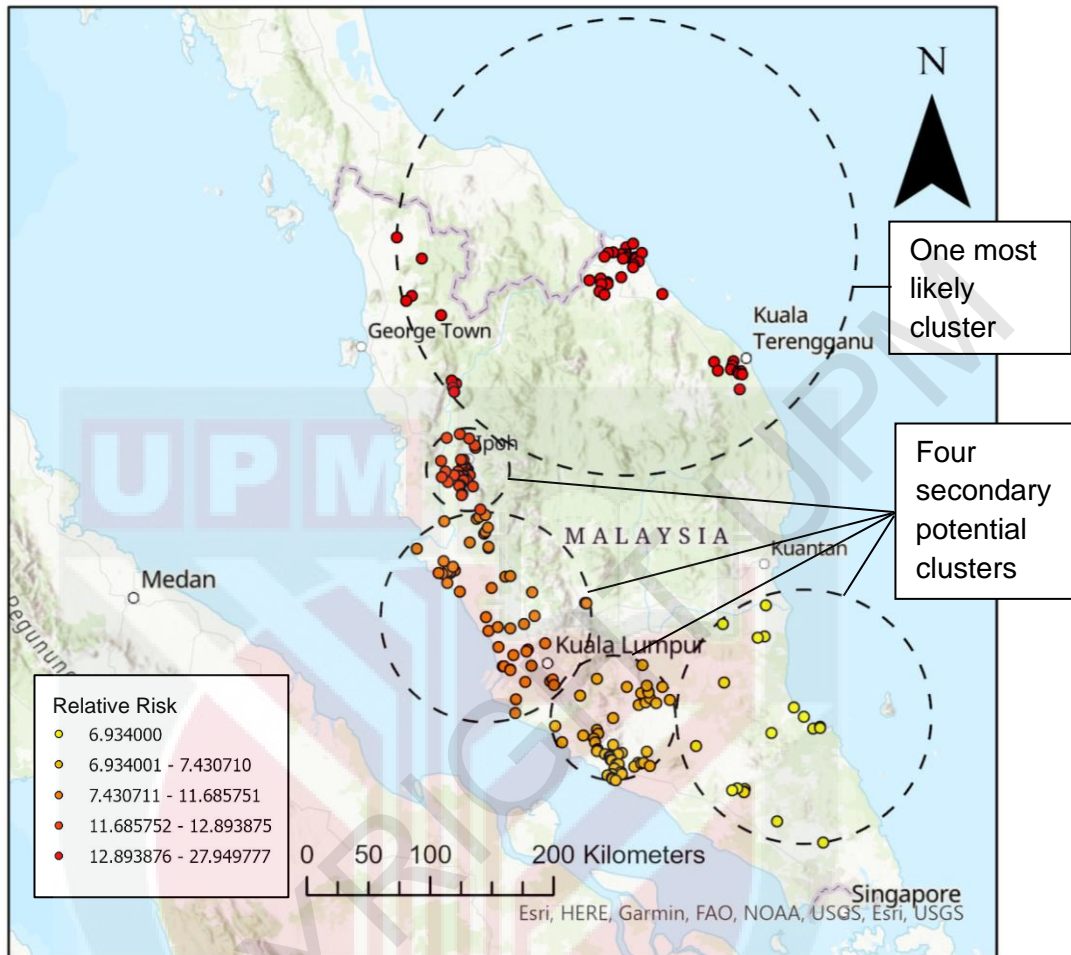 N
One most
likely
cluster
Kuala
Terengganu
George Town
Ipoh
Four
secondary
potential
clusters
MALAYSIA
Kuantan
Medan
Kuala Lumpur
Relative Risk
6.934000
6.934001 - 7.430710
7.430711 - 11.685751
11.685752 - 12.893875
12.893876 - 27.949777
0 50 100 200 Kilometers
Singapore
Esri, HERE, Garmin, FAO, NOAA, USGS, Esri, USGS
UPM
YRIGHT UPM